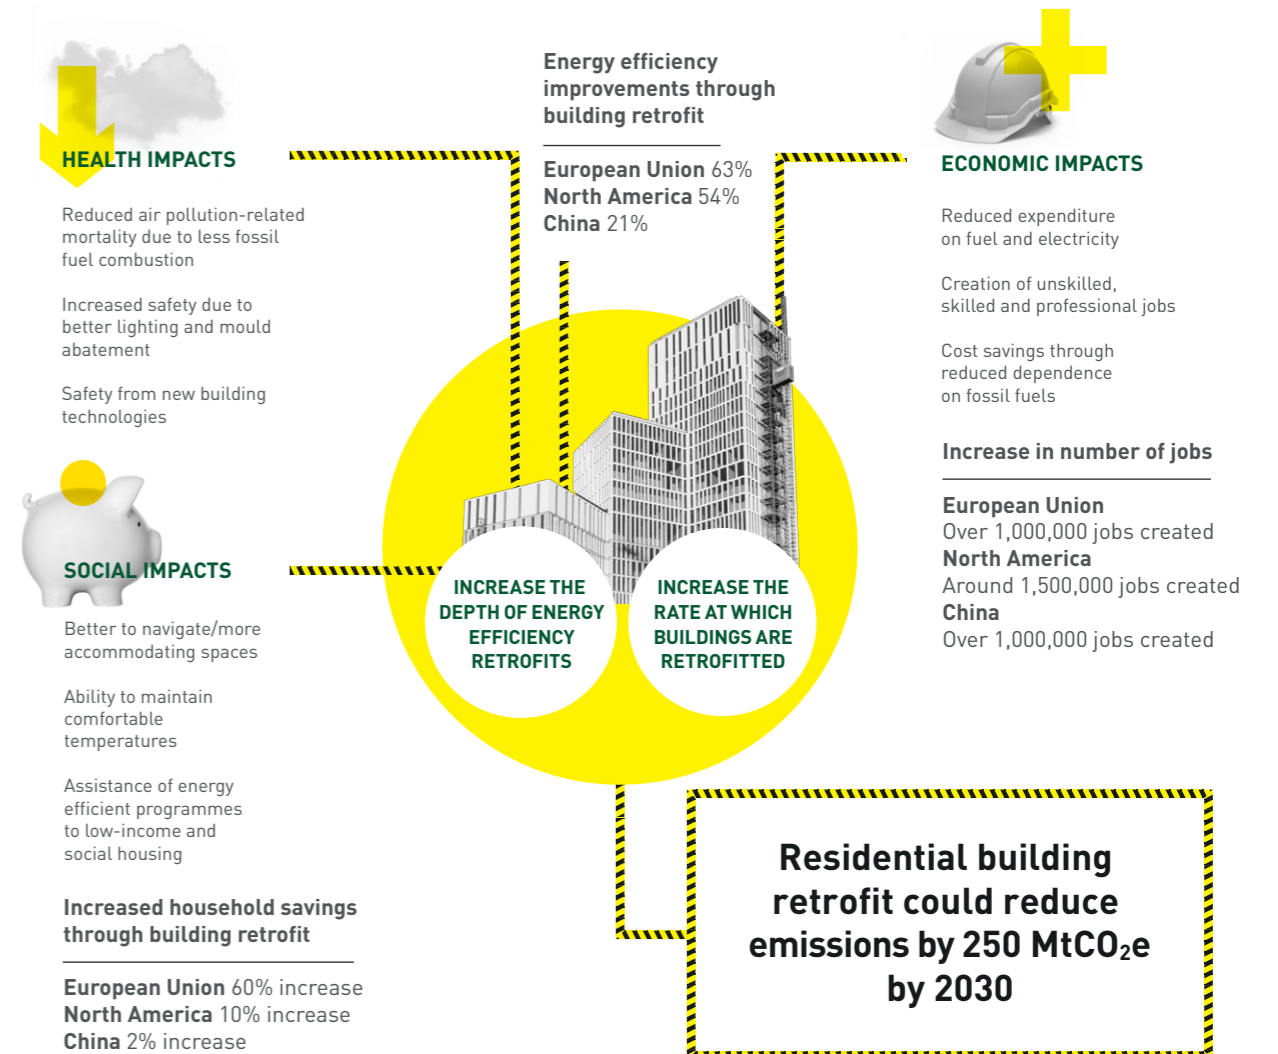 HEALTH IMPACTS
Reduced air pollution-related
mortality due to less fossil
fuel combustion
Increased safety due to
better lighting and mould
abatement
Safety from new building
technologies
SOCIAL IMPACTS
Better to navigate/more
accommodating spaces
Ability to maintain
comfortable
temperatures
Assistance of energy
efficient programmes
to low-income and
social housing
Increased household savings
through building retrofit
European Union 60% increase
North America 10% increase
China 2% increase
Energy efficiency
improvements through
building retrofit
European Union 63%
North America 54%
China 21%
INCREASE THE
DEPTH OF ENERGY
EFFICIENCY
RETROFITS
INCREASE THE
RATE AT WHICH
BUILDINGS ARE
RETROFITTED
ECONOMIC IMPACTS
Reduced expenditure
on fuel and electricity
Creation of unskilled,
skilled and professional jobs
Cost savings through
reduced dependence
on fossil fuels
Increase in number of jobs
European Union
Over 1,000,000 jobs created
North America
Around 1,500,000 jobs created
China
Over 1,000,000 jobs created
Residential building
retrofit could reduce
emissions by 250 MtCO₂e
by 2030